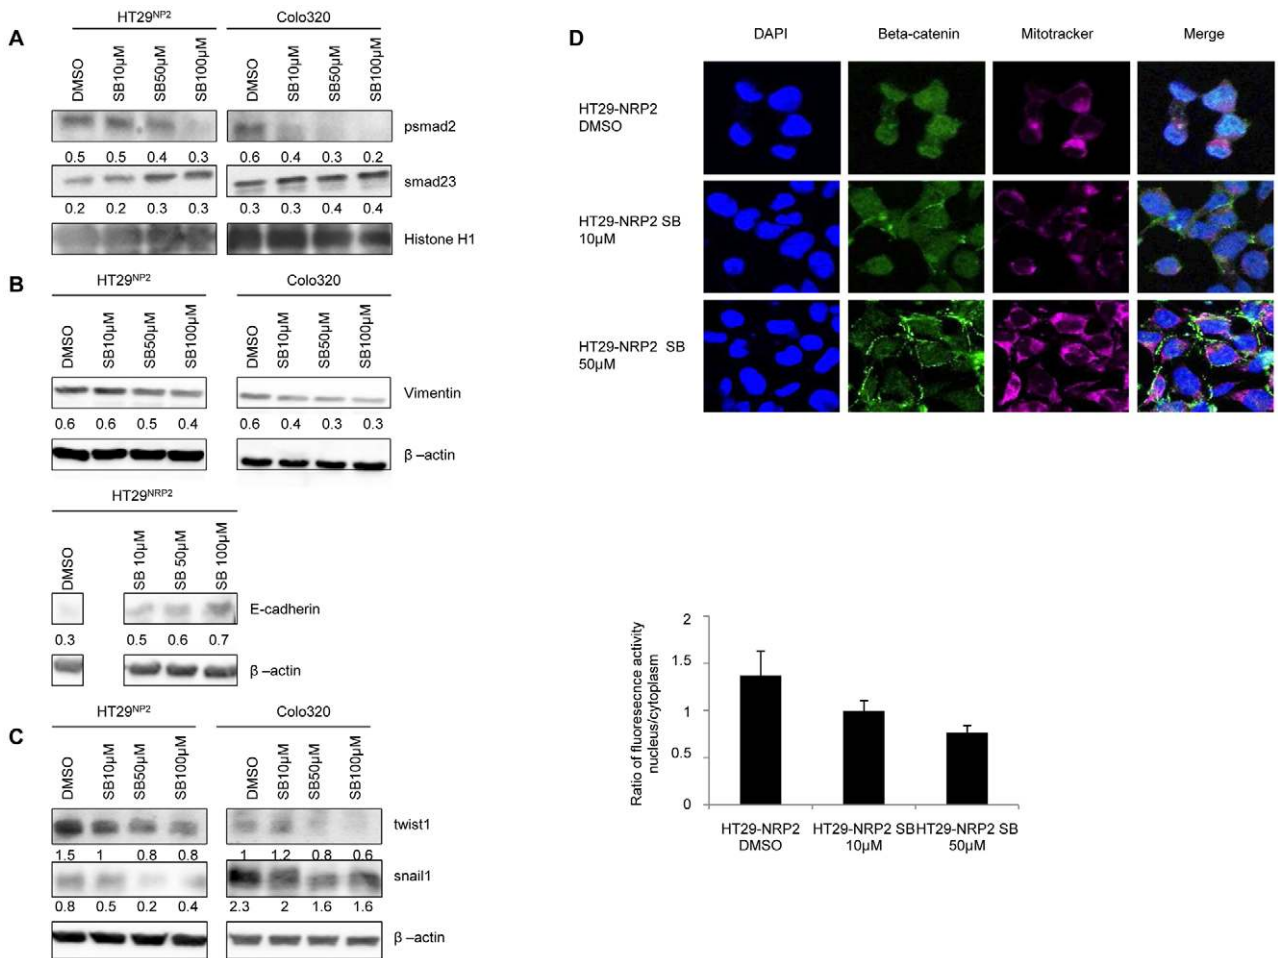 A
HT29NP2 Colo320
DMSO SB10µM SB50µM SB100µM DMSO SB10µM SB50µM SB100µM
psmad2
0.5 0.5 0.4 0.3 0.6 0.4 0.3 0.2
smad23
0.2 0.2 0.3 0.3 0.3 0.3 0.4 0.4
Histone H1
B
HT29NP2 Colo320
DMSO SB10µM SB50µM SB100µM DMSO SB10µM SB50µM SB100µM
Vimentin
0.6 0.6 0.5 0.4 0.6 0.4 0.3 0.3
β –actin
HT29NRP2
DMSO SB 10µM SB 50µM SB 100µM
E-cadherin
0.3 0.5 0.6 0.7
β –actin
C
HT29NP2 Colo320
DMSO SB10µM SB50µM SB100µM DMSO SB10µM SB50µM SB100µM
twist1
1.5 1 0.8 0.8 1 1.2 0.8 0.6
snail1
0.8 0.5 0.2 0.4 2.3 2 1.6 1.6
β –actin
D
DAPI Beta-catenin Mitotracker Merge
HT29-NRP2
DMSO
HT29-NRP2 SB
10µM
HT29-NRP2 SB
50µM
Ratio of fluoresecnce activity
nucleus/cytoplasm
2
1.5
1
0.5
0
HT29-NRP2 HT29-NRP2 SB HT29-NRP2 SB
DMSO 10µM 50µM